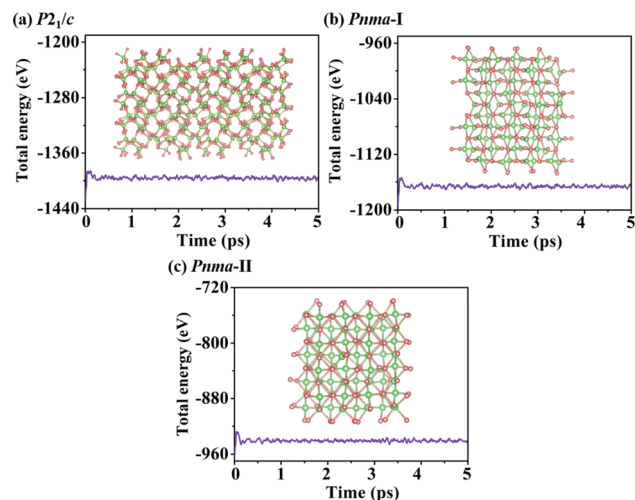 (a) P2₁/c
-1200
-1280
-1360
-1440
Total energy (eV)
0 1 2 3 4 5
Time (ps)
(b) Pnma-I
-960
-1040
-1120
-1200
Total energy (eV)
0 1 2 3 4 5
Time (ps)
(c) Pnma-II
-720
-800
-880
-960
Total energy (eV)
0 1 2 3 4 5
Time (ps)